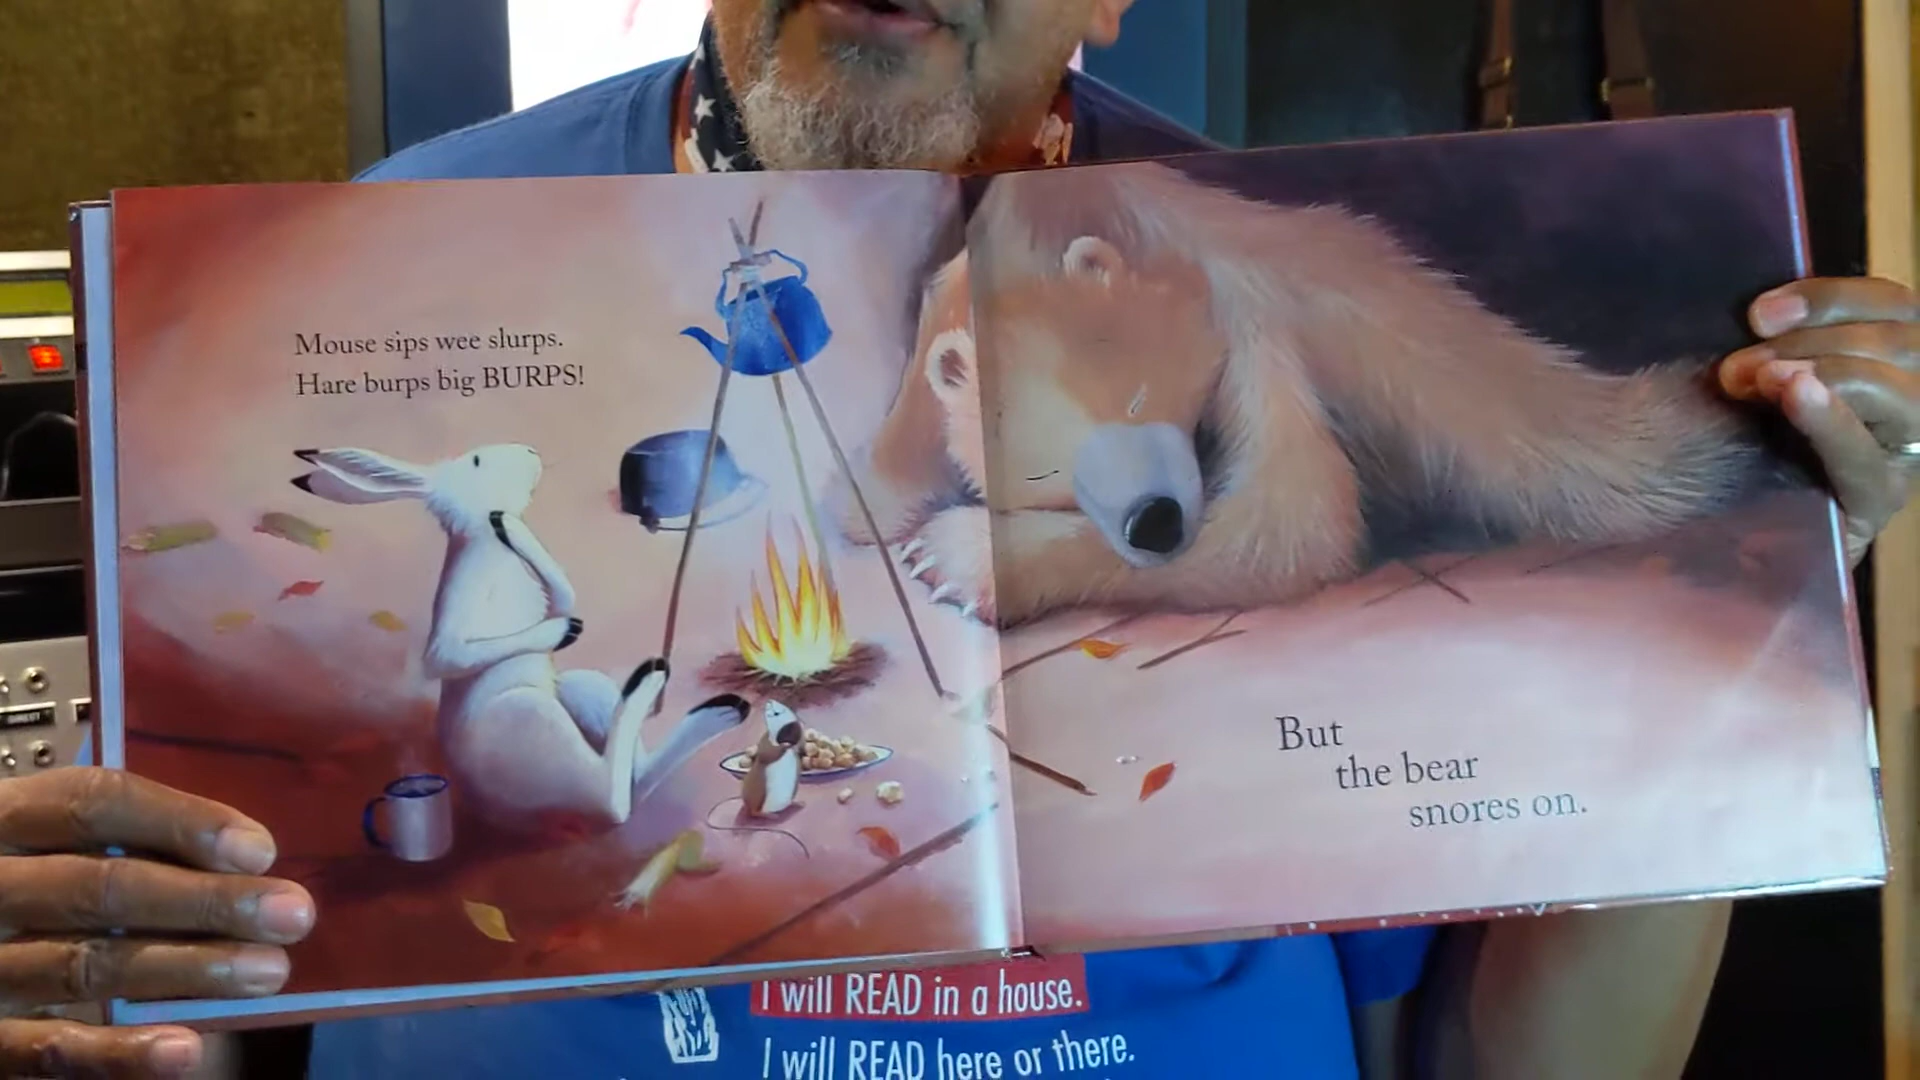 Mouse sips wee slurps.
Hare burps big BURPS!
But
the bear
snores on.
I will READ in a house.
I will READ here or there.